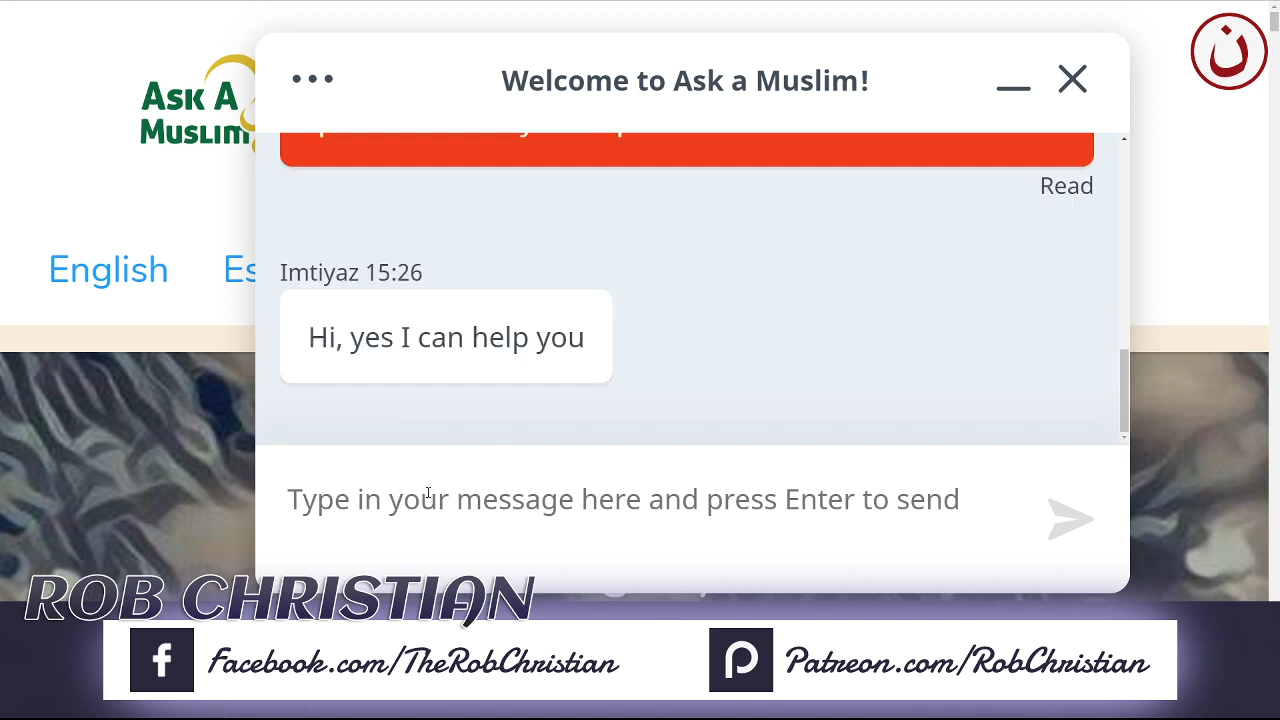 ن
Welcome to Ask a Muslim!
Ask A
Muslim
Read
English
Es
Imtiyaz 15:26
Hi, yes I can help you
Type in your message here and press Enter to send
ROB CHRISTIAN
Facebook.com/TheRobChristian
Patreon.com/RobChristian